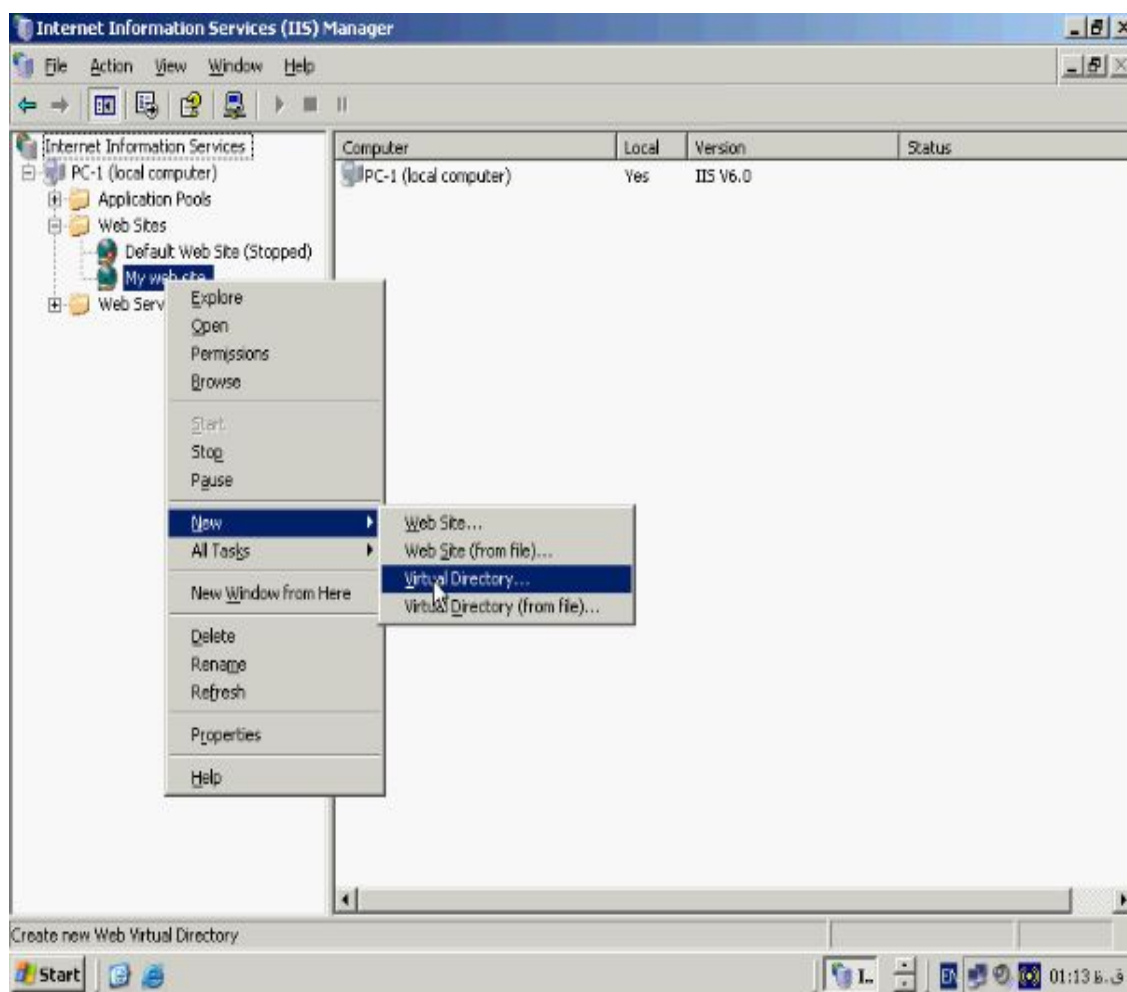 Internet Information Services (IIS) Manager
File Action View Window Help
Internet Information Services
PC-1 (local computer)
Application Pools
Web Sites
Default Web Site (Stopped)
My web site
Web Serv
Computer Local Version Status
PC-1 (local computer) Yes IIS V6.0
Explore
Open
Permissions
Browse
Start
Stop
Pause
New
All Tasks
New Window from Here
Delete
Rename
Refresh
Properties
Help
Web Site...
Web Site (from file)...
Virtual Directory...
Virtual Directory (from file)...
Create new Web Virtual Directory
Start I... EN 01:13 ق.ظ